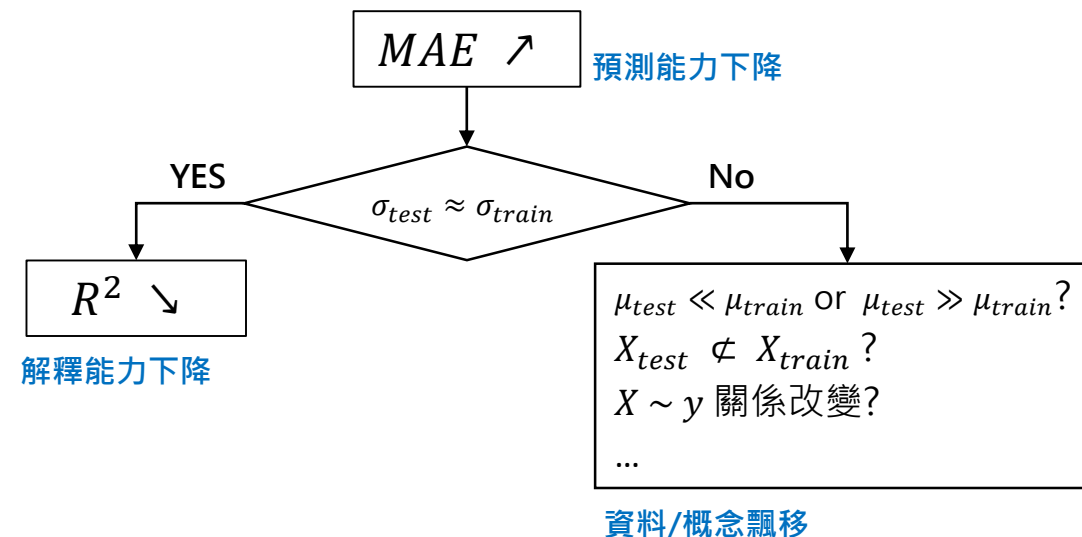 MAE ↗
預測能力下降
YES
No
σ_test ≈ σ_train
R² ↘
解釋能力下降
μ_test ≪ μ_train or μ_test ≫ μ_train?
X_test ⊄ X_train ?
X ~ y 關係改變?
...
資料/概念飄移